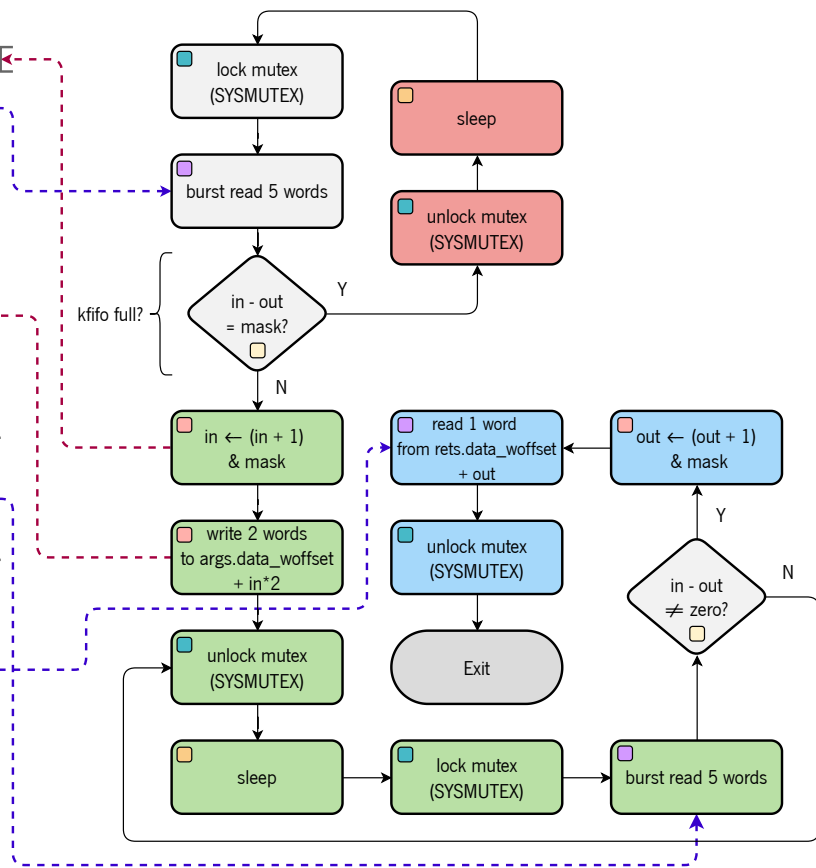 lock mutex
(SYSMUTEX)
sleep
burst read 5 words
unlock mutex
(SYSMUTEX)
kfifo full?
in - out
= mask?
Y
N
in ← (in + 1)
& mask
read 1 word
from rets.data_woffset
+ out
out ← (out + 1)
& mask
write 2 words
to args.data_woffset
+ in*2
unlock mutex
(SYSMUTEX)
Y
in - out
≠ zero?
N
unlock mutex
(SYSMUTEX)
Exit
sleep
lock mutex
(SYSMUTEX)
burst read 5 words